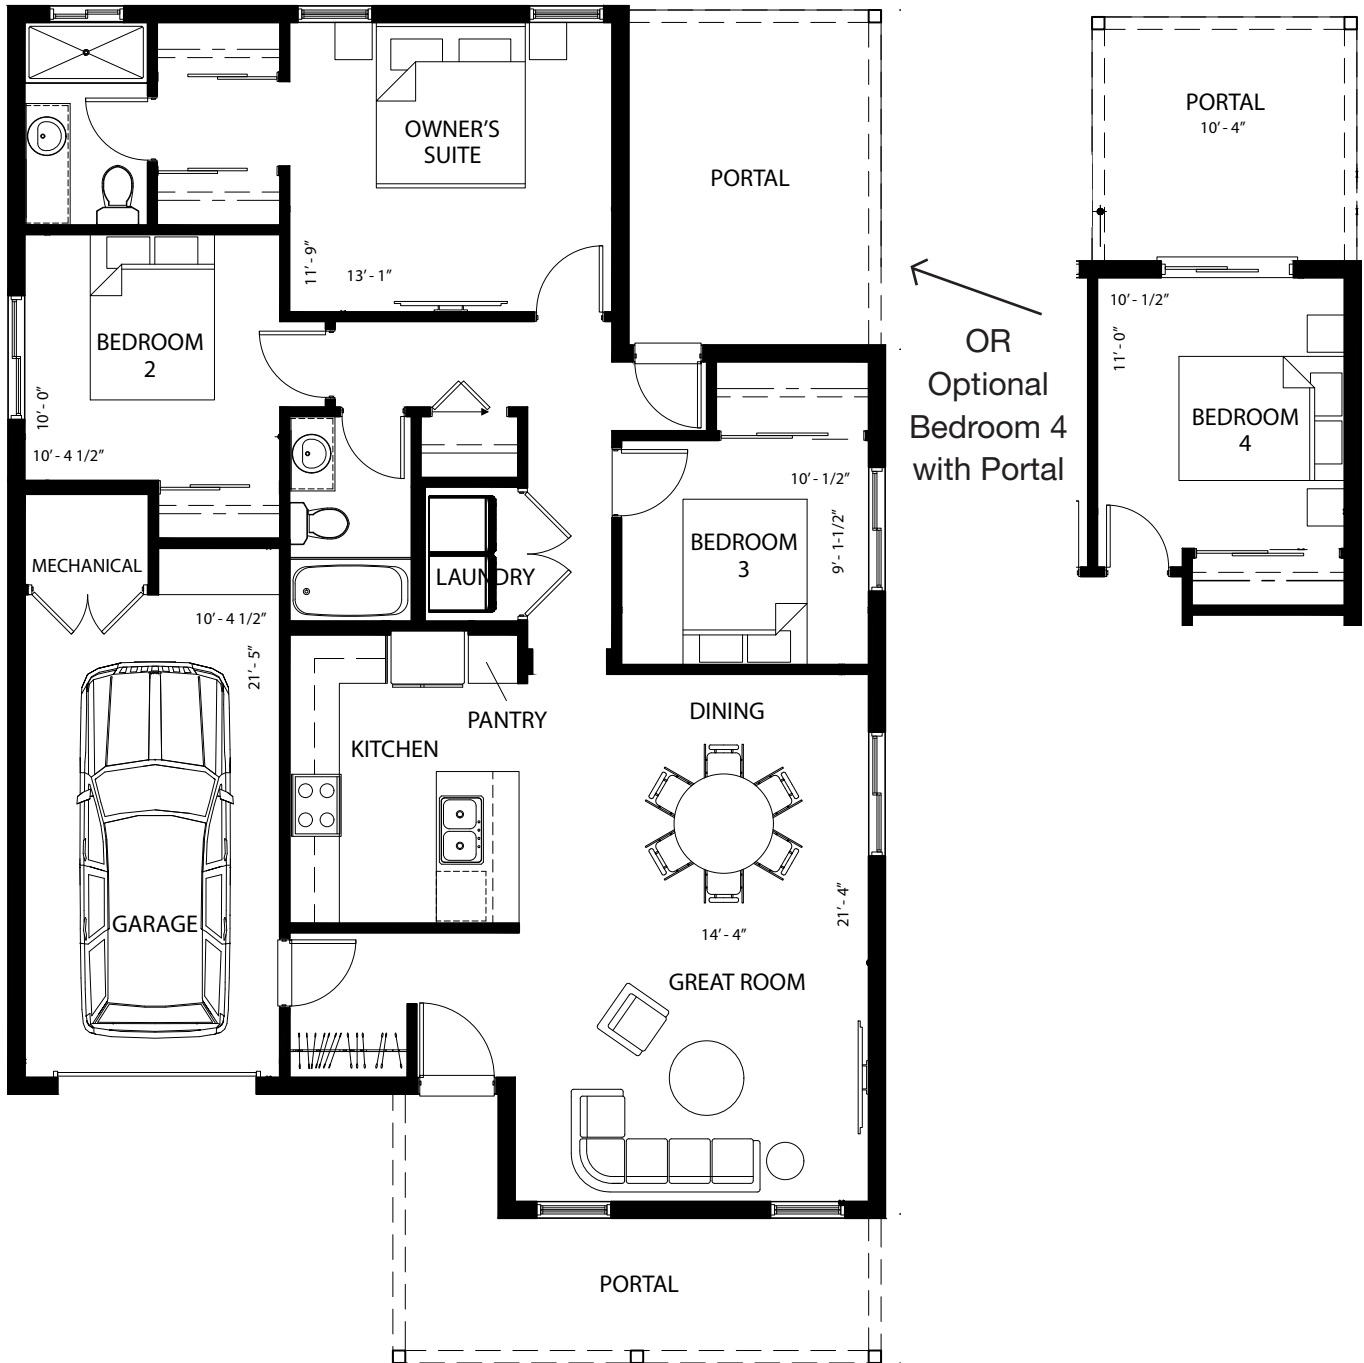 OWNER'S
SUITE
11' - 9"
13' - 1"
PORTAL
PORTAL
10' - 4"
BEDROOM
2
10' - 0"
10' - 4 1/2"
OR
Optional
Bedroom 4
with Portal
10' - 1/2"
11' - 0"
BEDROOM
4
10' - 1/2"
9' - 1-1/2"
BEDROOM
3
MECHANICAL
LAUNDRY
10' - 4 1/2"
21' - 5"
PANTRY
KITCHEN
DINING
GARAGE
14' - 4"
21' - 4"
GREAT ROOM
PORTAL